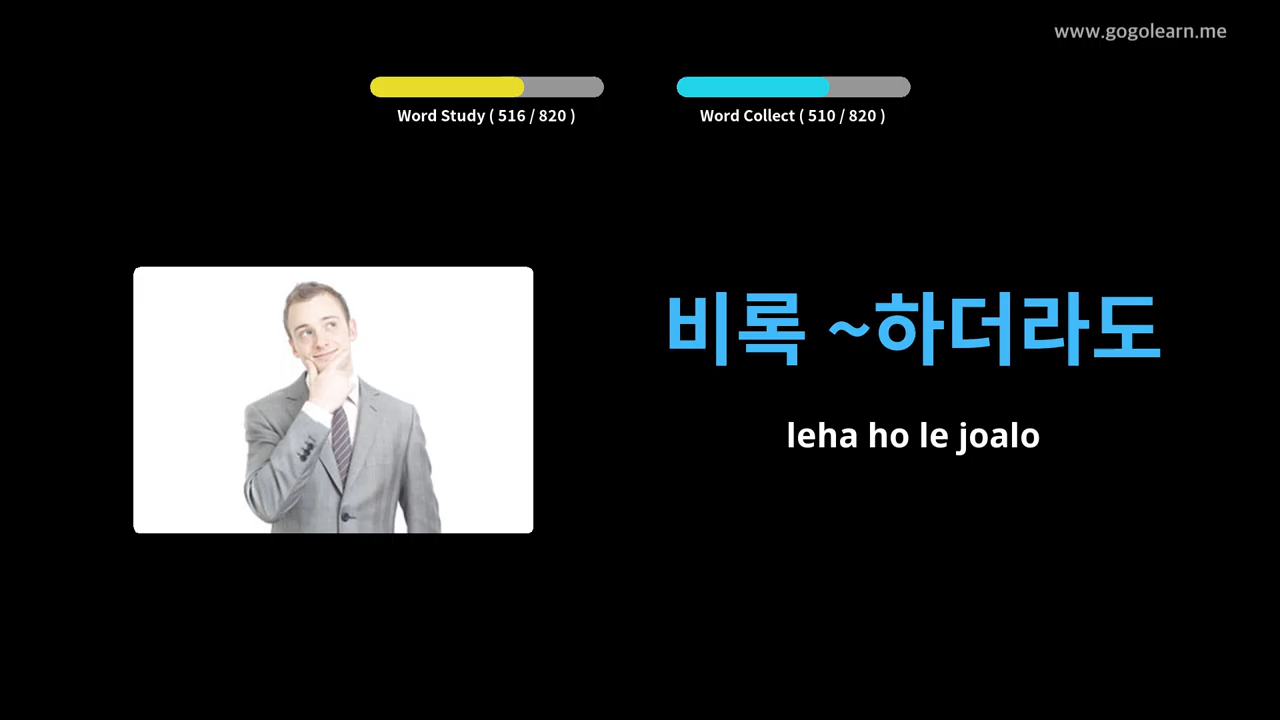 www.gogolearn.me
Word Study ( 516 / 820 )
Word Collect ( 510 / 820 )
비록 ~하더라도
leha ho le joalo